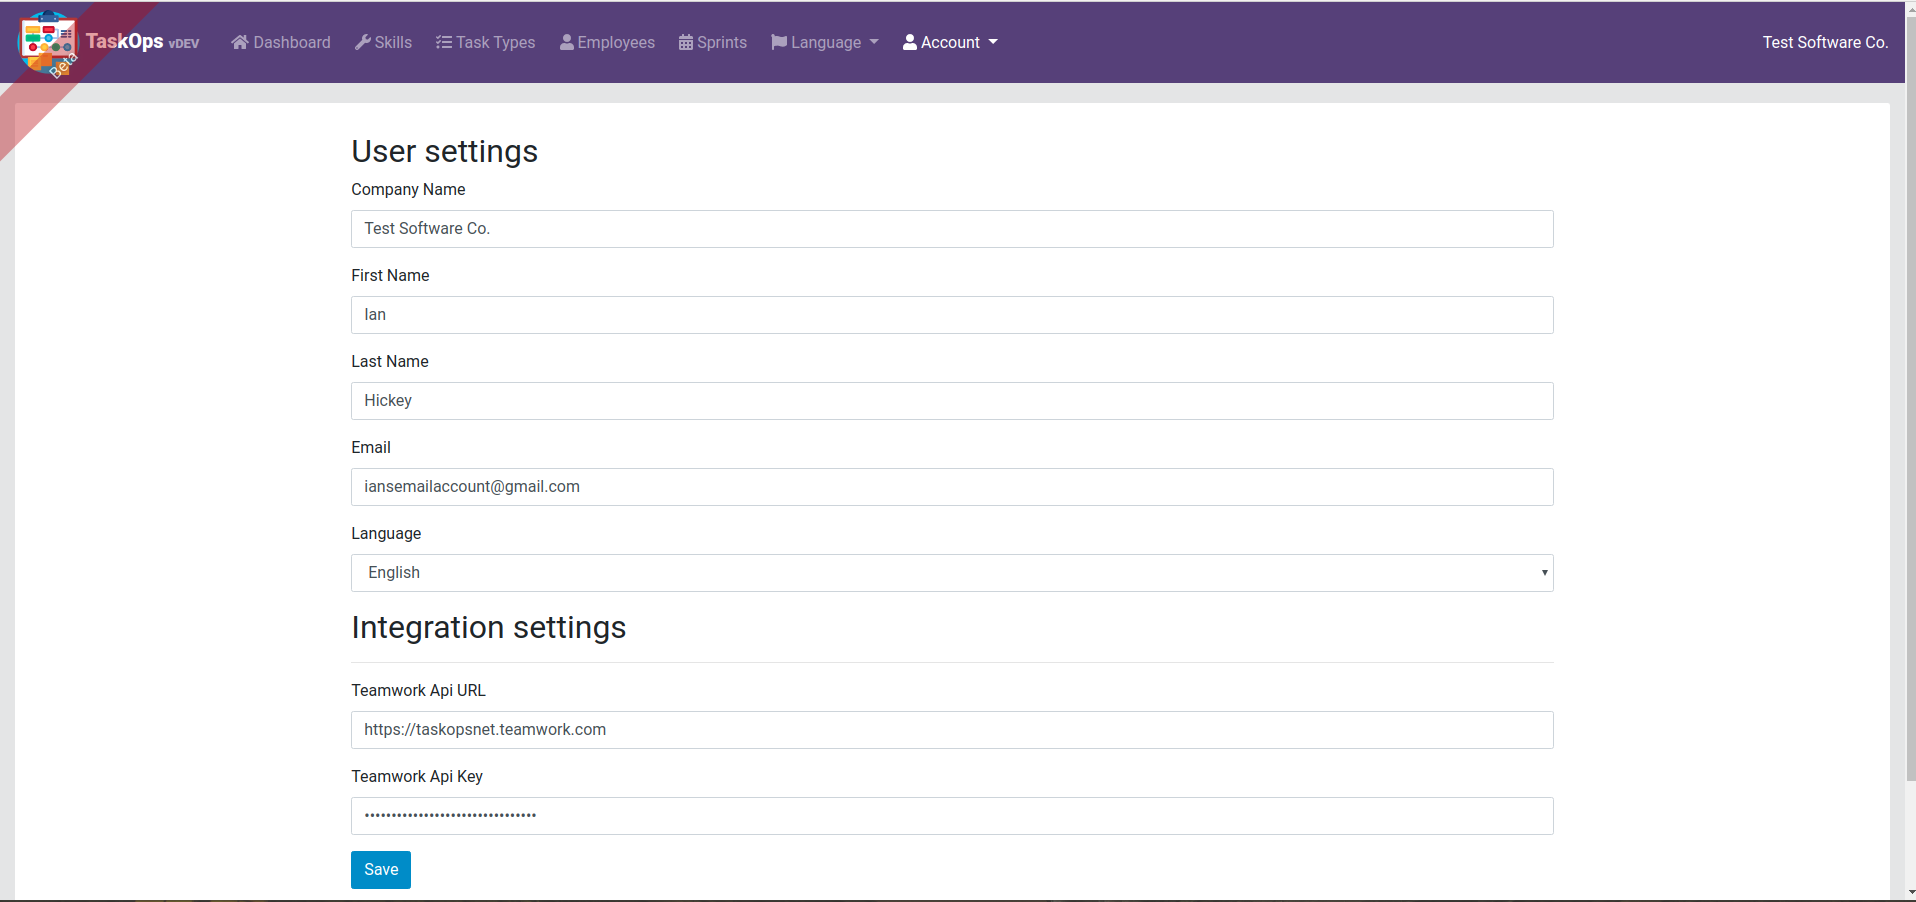 TaskOps vDEV Dashboard Skills Task Types Employees Sprints Language Account Test Software Co.
Beta
User settings
Company Name
Test Software Co.
First Name
Ian
Last Name
Hickey
Email
iansemailaccount@gmail.com
Language
English
Integration settings
Teamwork Api URL
https://taskopsnet.teamwork.com
Teamwork Api Key
••••••••••••••••••••••••••••••••
Save